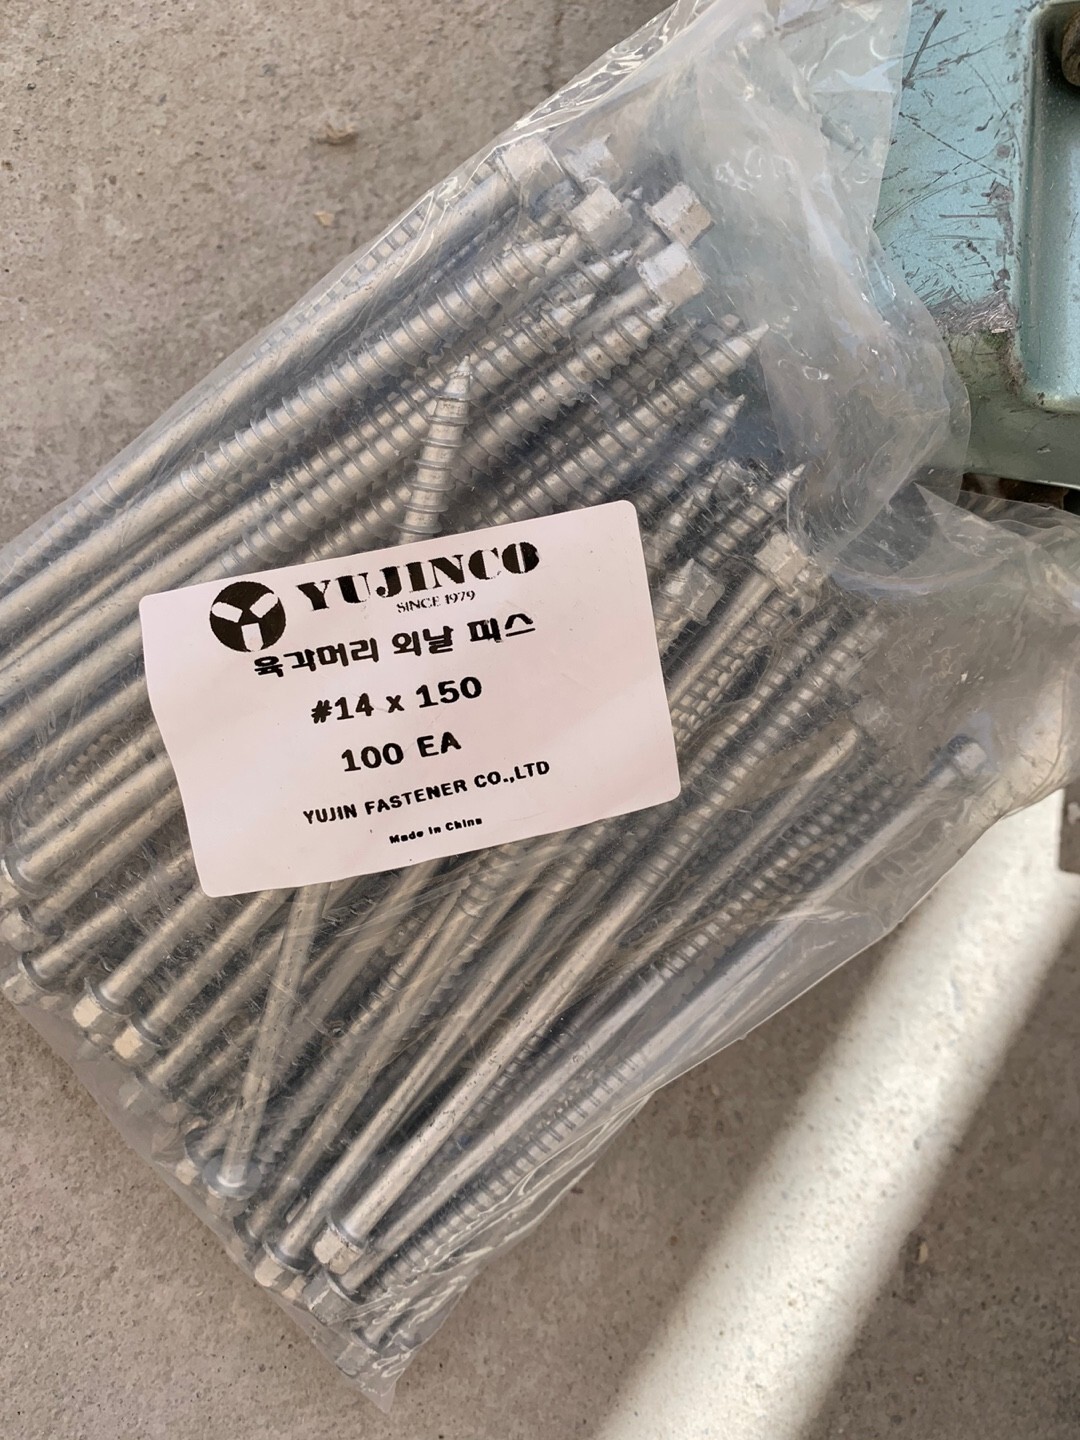 YUJINCO
SINCE 1979
육각머리 외날 피스
#14 x 150
100 EA
YUJIN FASTENER CO.,LTD
Made in China